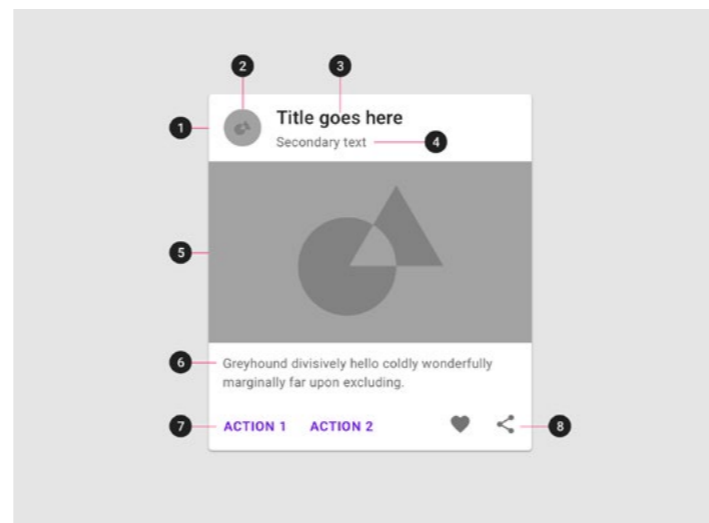 2
3
Title goes here
1
Secondary text
4
5
6
Greyhound divisively hello coldly wonderfully
marginally far upon excluding.
7
ACTION 1
ACTION 2
8